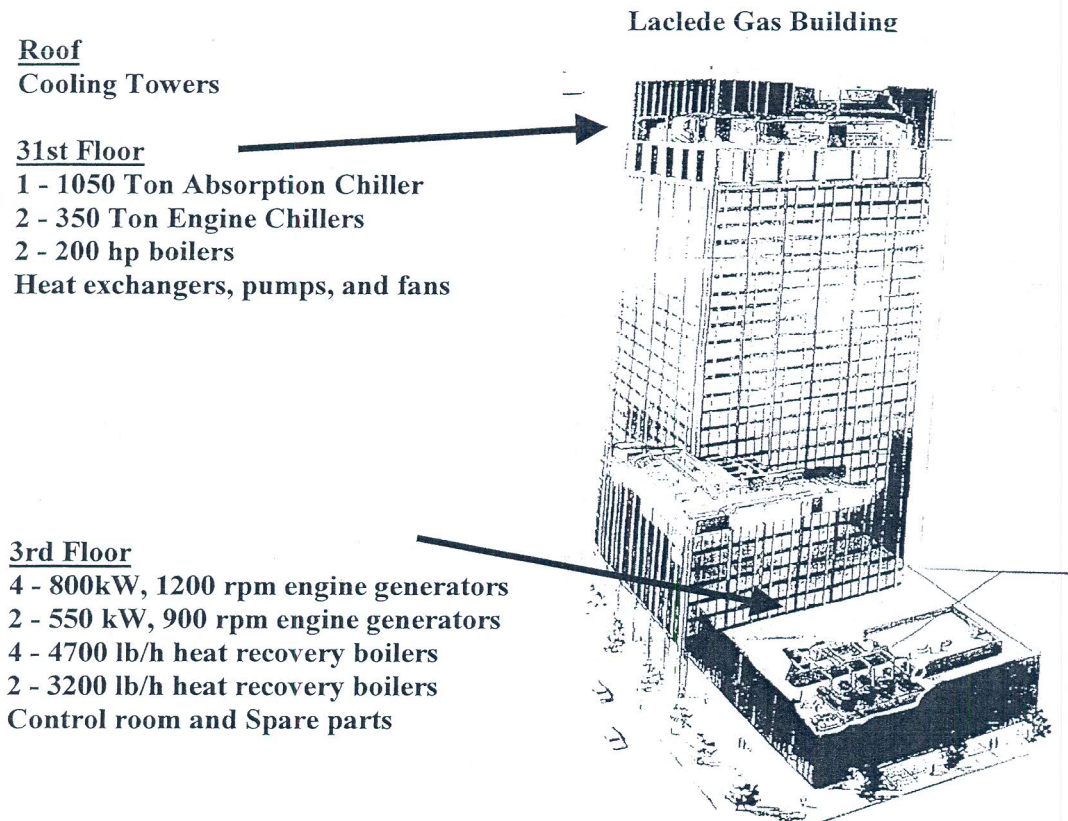 Laclede Gas Building
Roof
Cooling Towers
31st Floor
1 - 1050 Ton Absorption Chiller
2 - 350 Ton Engine Chillers
2 - 200 hp boilers
Heat exchangers, pumps, and fans
3rd Floor
4 - 800kW, 1200 rpm engine generators
2 - 550 kW, 900 rpm engine generators
4 - 4700 lb/h heat recovery boilers
2 - 3200 lb/h heat recovery boilers
Control room and Spare parts